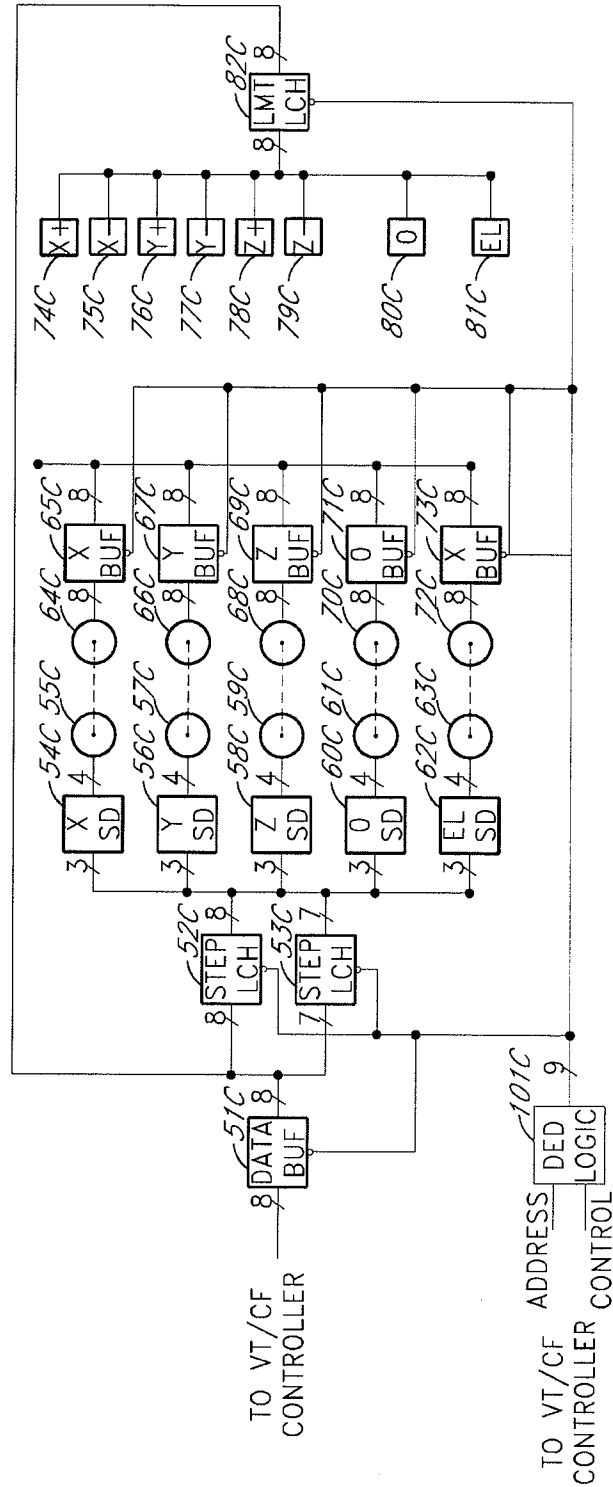 TO VT/CF
CONTROLLER
8
51C
DATA
BUF
8
8
52C
STEP
LCH
8
7
53C
STEP
LCH
7
3
54C
X
SD
4
55C
64C
8
65C
X
BUF
8
3
56C
Y
SD
4
57C
66C
8
67C
Y
BUF
8
3
58C
Z
SD
4
59C
68C
8
69C
Z
BUF
8
3
60C
O
SD
4
61C
70C
8
71C
O
BUF
8
3
62C
EL
SD
4
63C
72C
8
73C
X
BUF
8
74C
X+
75C
X-
76C
Y+
77C
Y-
78C
Z+
79C
Z-
80C
O
81C
EL
8
82C
LMT
LCH
8
TO VT/CF
CONTROLLER
ADDRESS
CONTROL
101C
DED
LOGIC
9